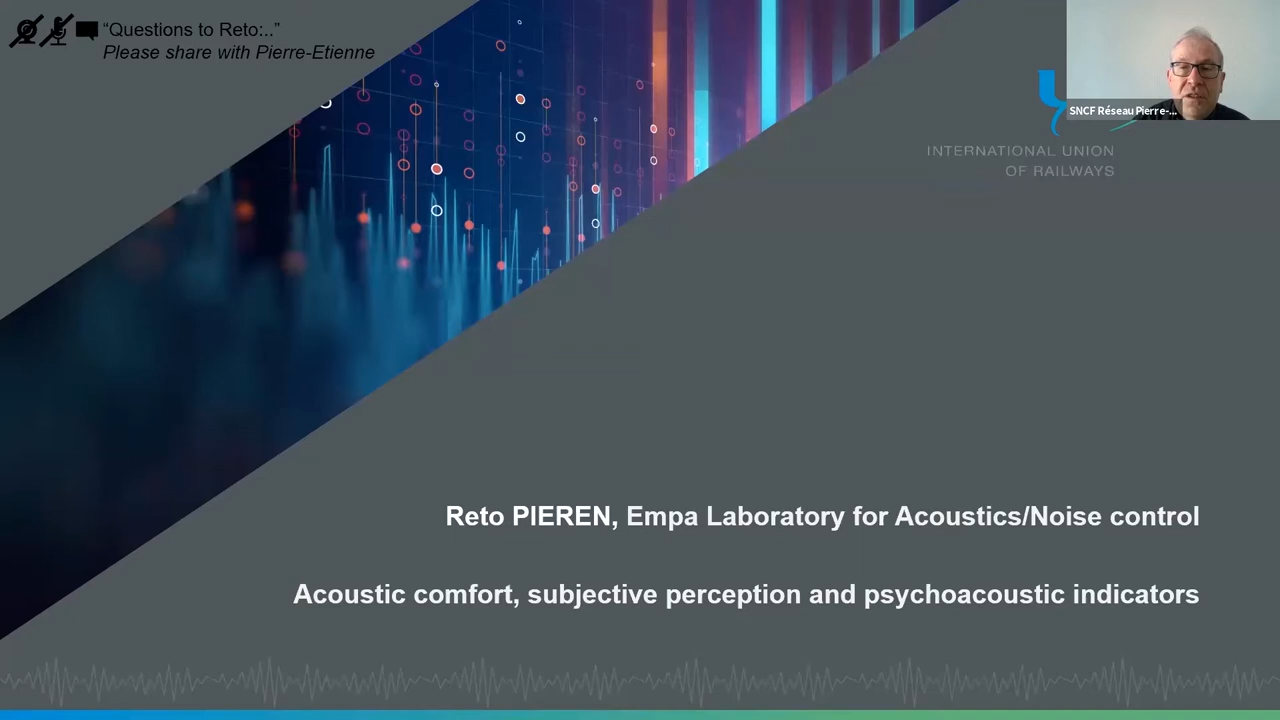 “Questions to Reto:..”
Please share with Pierre-Etienne
SNCF Réseau Pierre-...
INTERNATIONAL UNION
OF RAILWAYS
Reto PIEREN, Empa Laboratory for Acoustics/Noise control
Acoustic comfort, subjective perception and psychoacoustic indicators